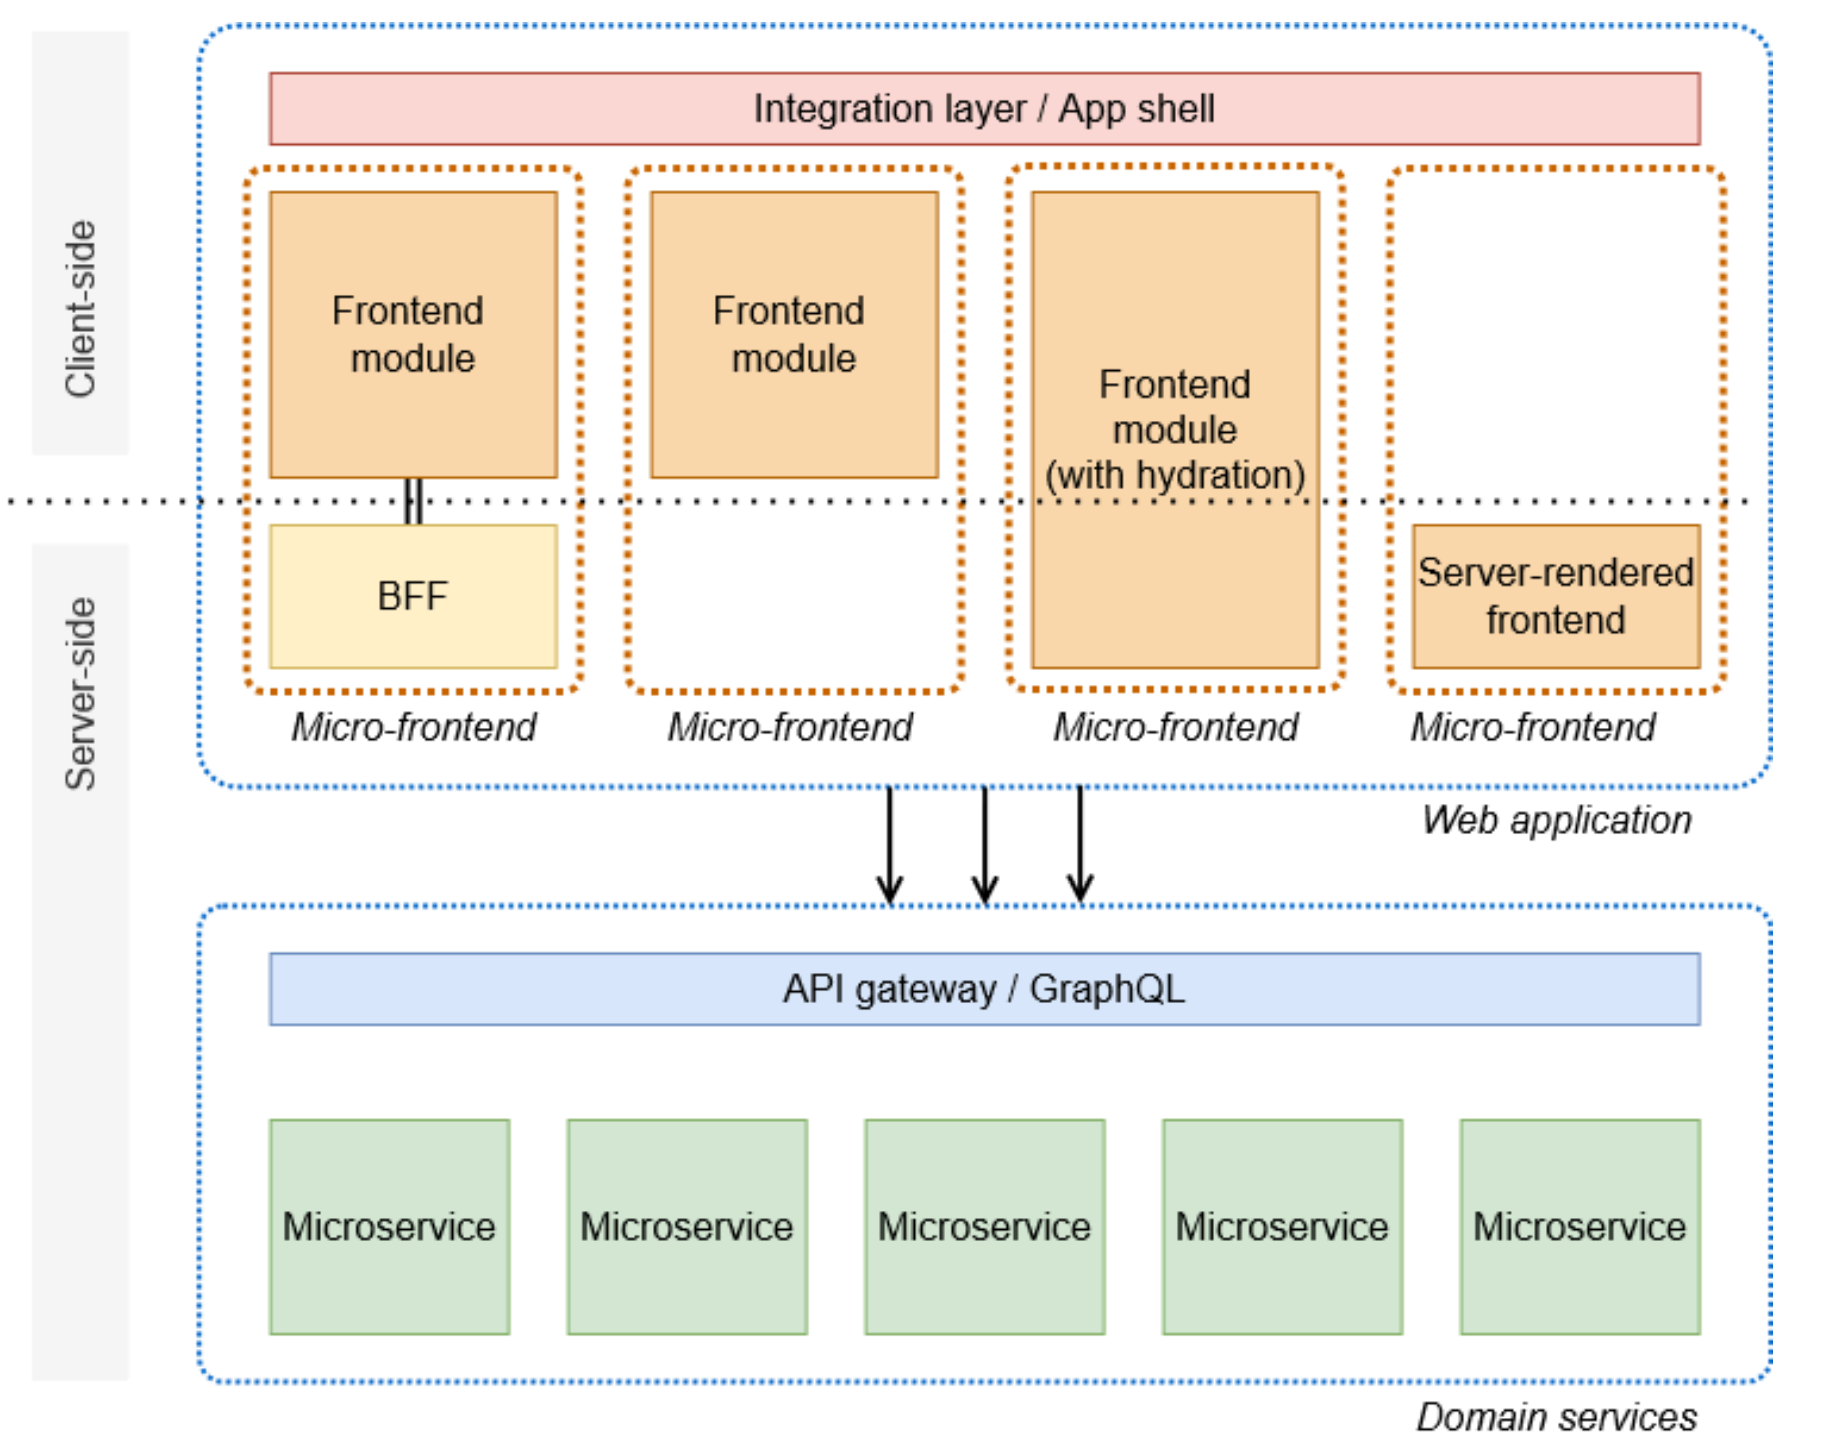 Client-side
Integration layer / App shell
Frontend
module
Frontend
module
Frontend
module
(with hydration)
Server-side
BFF
Server-rendered
frontend
Micro-frontend
Micro-frontend
Micro-frontend
Micro-frontend
Web application
API gateway / GraphQL
Microservice
Microservice
Microservice
Microservice
Microservice
Domain services